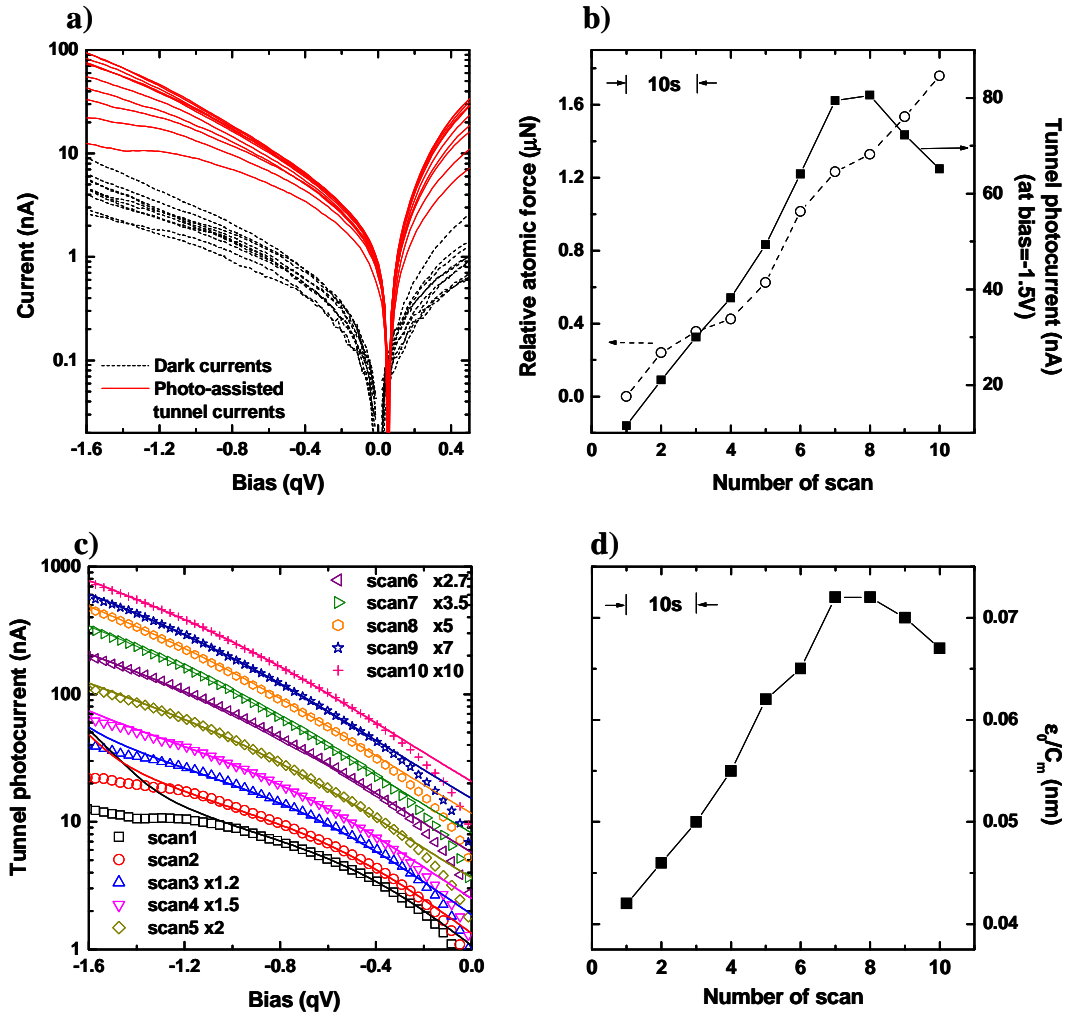 a)
100
10
1
0.1
Current (nA)
Dark currents
Photo-assisted
tunnel currents
-1.6
-1.2
-0.8
-0.4
0.0
0.4
Bias (qV)
b)
1.6
1.2
0.8
0.4
0.0
Relative atomic force (μN)
10s
80
60
40
20
Tunnel photocurrent (nA)
(at bias=-1.5V)
0
2
4
6
8
10
Number of scan
c)
1000
100
10
1
Tunnel photocurrent (nA)
scan6 x2.7
scan7 x3.5
scan8 x5
scan9 x7
scan10 x10
scan1
scan2
scan3 x1.2
scan4 x1.5
scan5 x2
-1.6
-1.2
-0.8
-0.4
0.0
Bias (qV)
d)
10s
0.07
0.06
0.05
0.04
ε0/Cm (nm)
0
2
4
6
8
10
Number of scan